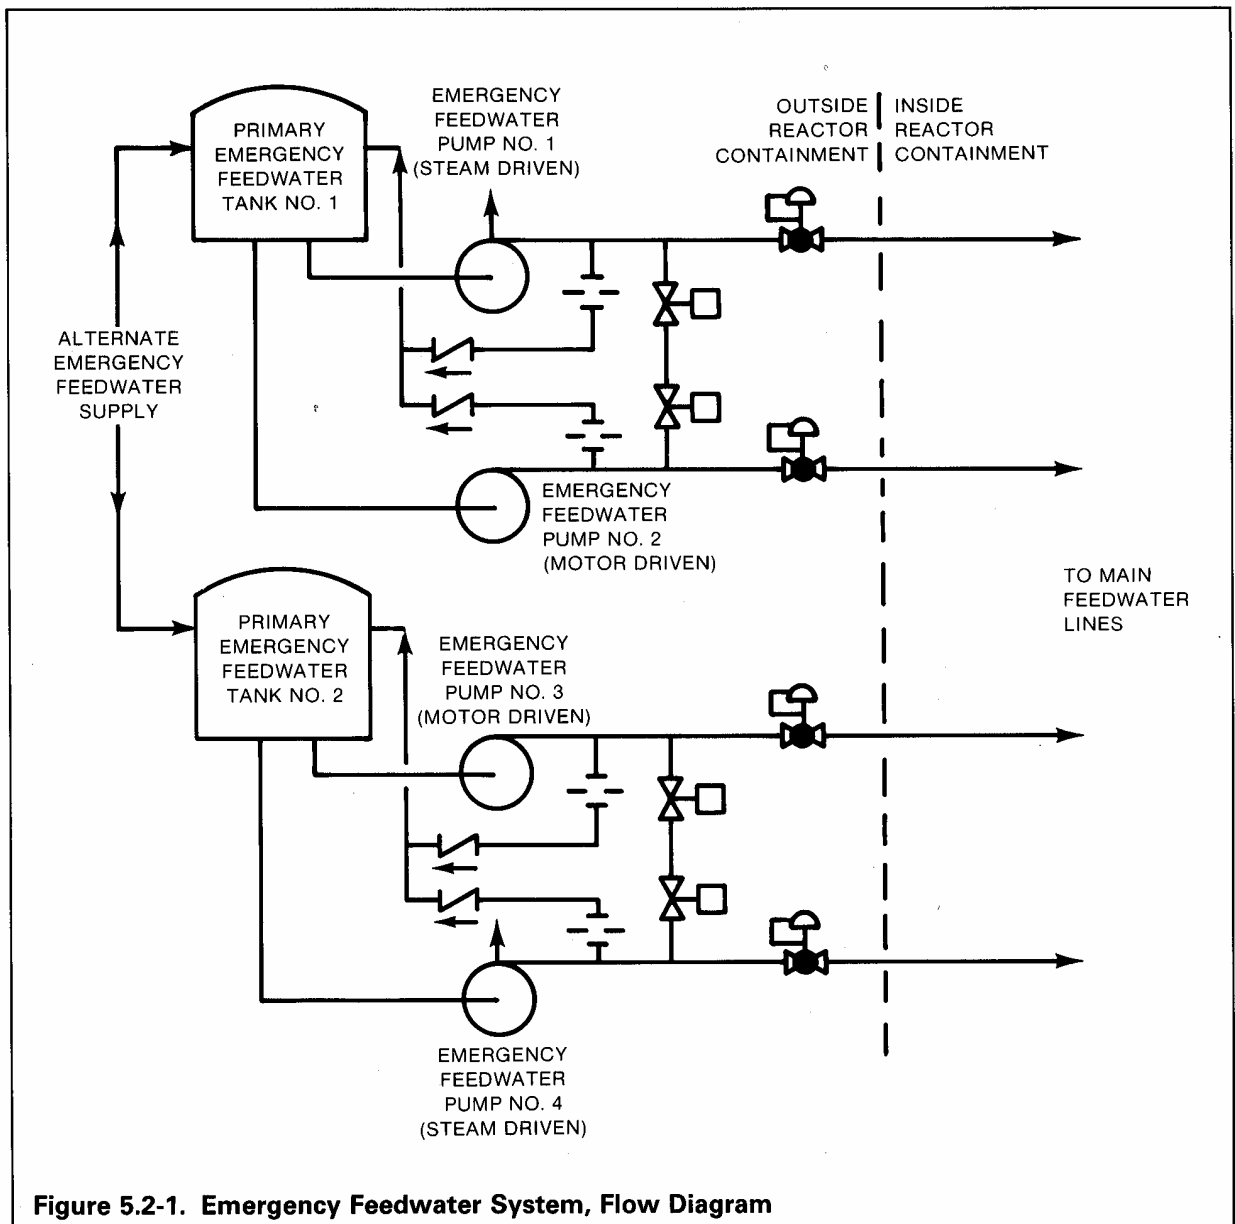 EMERGENCY
FEEDWATER
PUMP NO. 1
(STEAM DRIVEN)
OUTSIDE
REACTOR
CONTAINMENT
INSIDE
REACTOR
CONTAINMENT
PRIMARY
EMERGENCY
FEEDWATER
TANK NO. 1
ALTERNATE
EMERGENCY
FEEDWATER
SUPPLY
EMERGENCY
FEEDWATER
PUMP NO. 2
(MOTOR DRIVEN)
TO MAIN
FEEDWATER
LINES
PRIMARY
EMERGENCY
FEEDWATER
TANK NO. 2
EMERGENCY
FEEDWATER
PUMP NO. 3
(MOTOR DRIVEN)
EMERGENCY
FEEDWATER
PUMP NO. 4
(STEAM DRIVEN)
Figure 5.2-1. Emergency Feedwater System, Flow Diagram